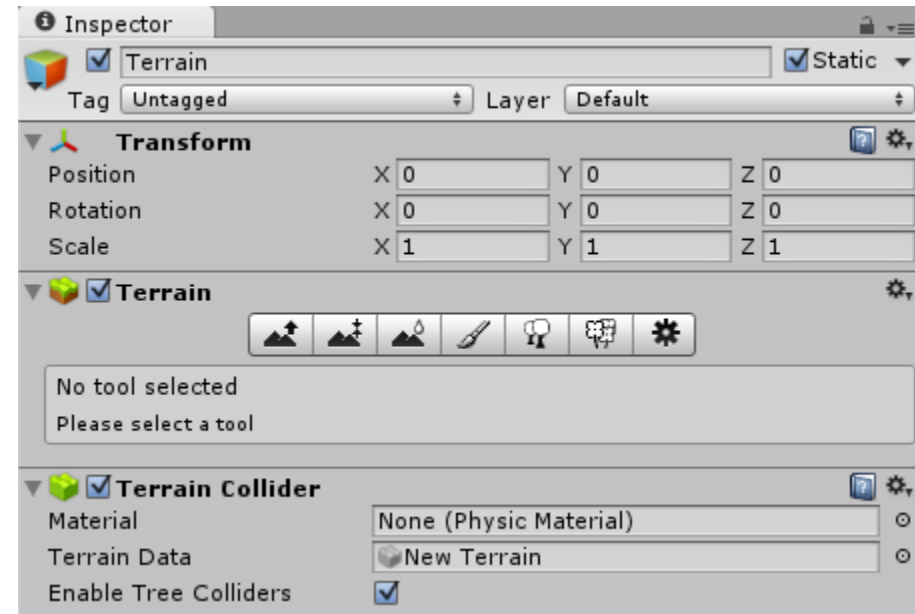 Inspector
Terrain Static
Tag Untagged Layer Default
Transform
Position X 0 Y 0 Z 0
Rotation X 0 Y 0 Z 0
Scale X 1 Y 1 Z 1
Terrain
No tool selected
Please select a tool
Terrain Collider
Material None (Physic Material)
Terrain Data New Terrain
Enable Tree Colliders